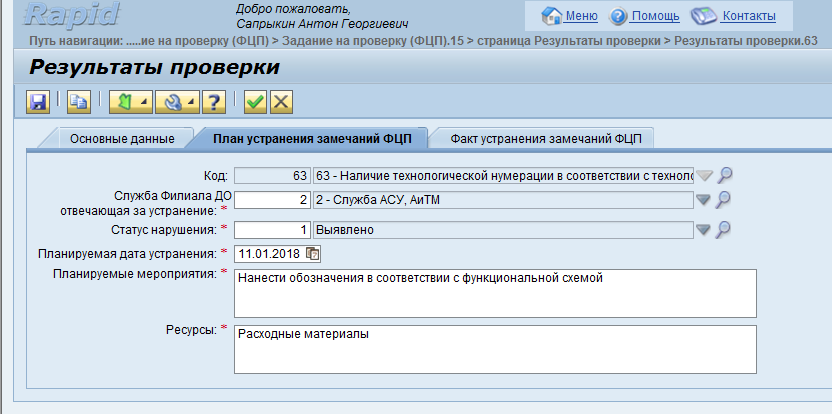 Rapid
Добро пожаловать,
Сапрыкин Антон Георгиевич
Меню
Помощь
Контакты
Путь навигации: .....ие на проверку (ФЦП) > Задание на проверку (ФЦП).15 > страница Результаты проверки > Результаты проверки.63
Результаты проверки
?
Основные данные
План устранения замечаний ФЦП
Факт устранения замечаний ФЦП
Код: 63 63 - Наличие технологической нумерации в соответствии с технолo
Служба Филиала ДО
отвечающая за устранение: * 2 2 - Служба АСУ, АиТМ
Статус нарушения: * 1 Выявлено
Планируемая дата устранения: * 11.01.2018
Планируемые мероприятия: * Нанести обозначения в соответствии с функциональной схемой
Ресурсы: * Расходные материалы